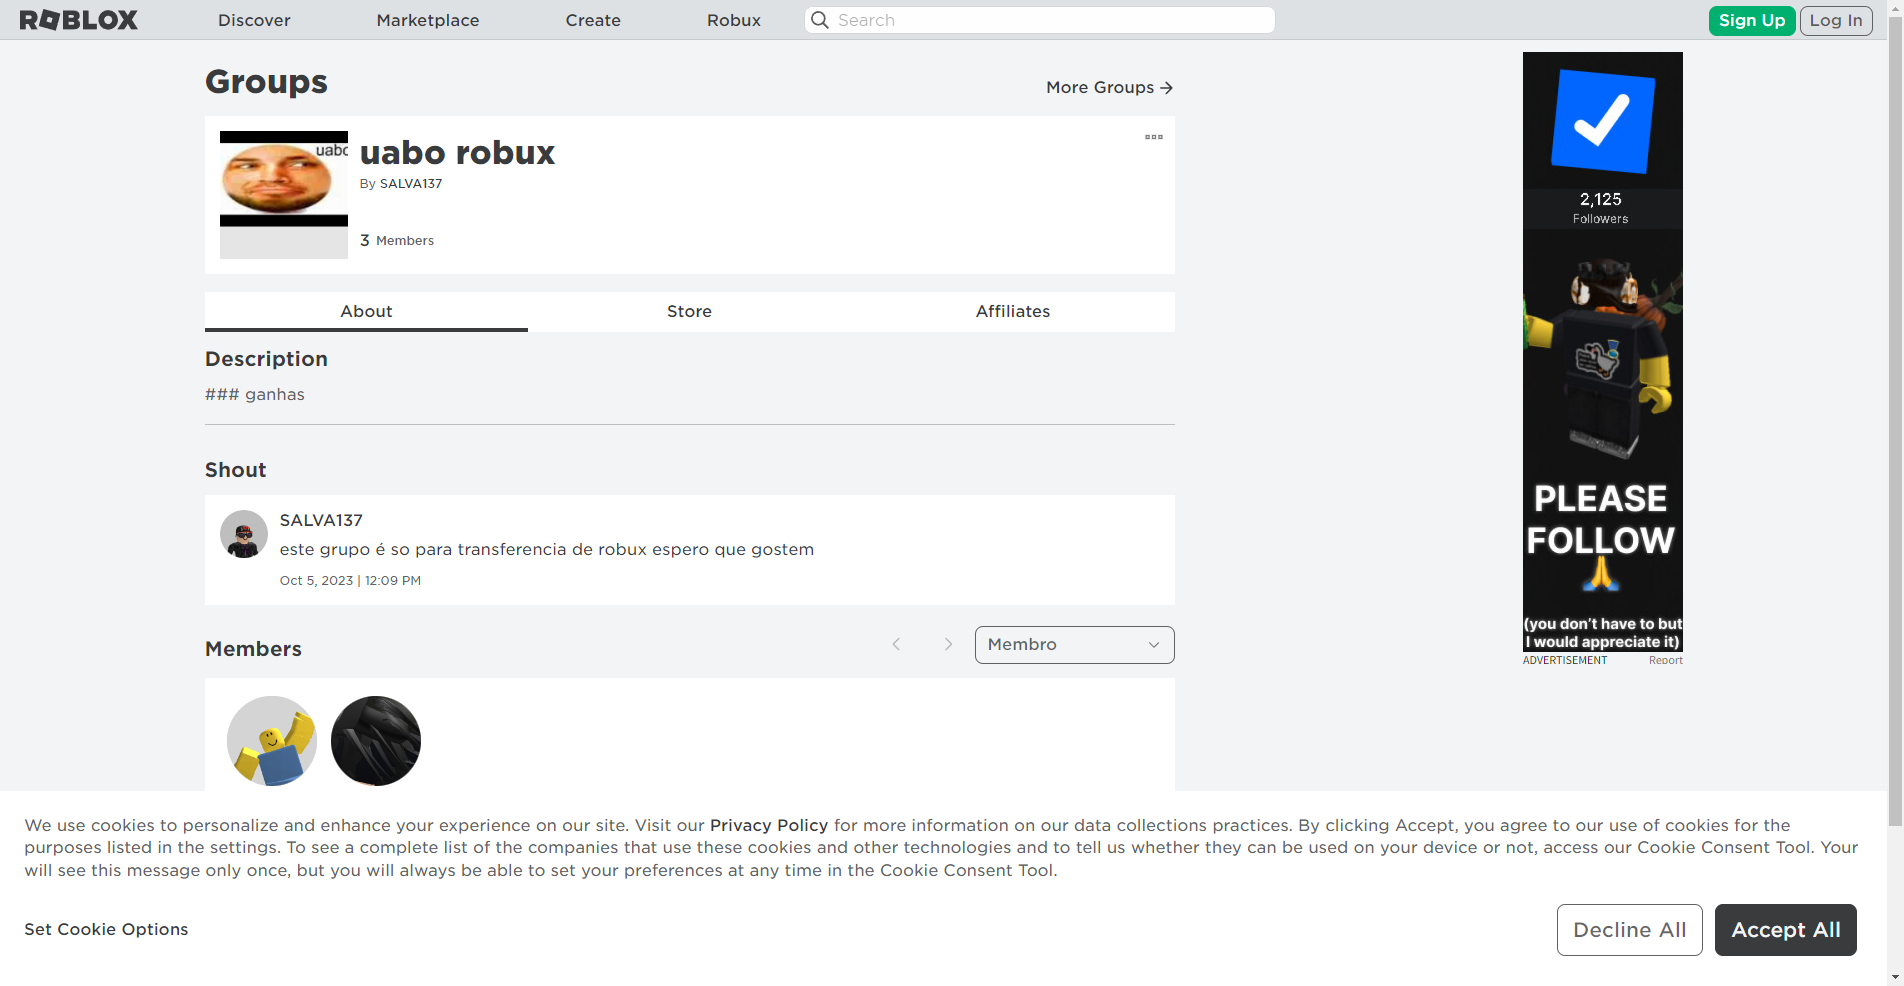 ROBLOX
Discover
Marketplace
Create
Robux
Search
Sign Up
Log In
Groups
More Groups
uabo
uabo robux
By SALVA137
3 Members
About
Store
Affiliates
Description
### ganhas
Shout
SALVA137
este grupo é so para transferencia de robux espero que gostem
Oct 5, 2023 | 12:09 PM
Members
Membro
2,125
Followers
PLEASE
FOLLOW
(you don't have to but
I would appreciate it)
ADVERTISEMENT
Report
We use cookies to personalize and enhance your experience on our site. Visit our Privacy Policy for more information on our data collections practices. By clicking Accept, you agree to our use of cookies for the
purposes listed in the settings. To see a complete list of the companies that use these cookies and other technologies and to tell us whether they can be used on your device or not, access our Cookie Consent Tool. Your
will see this message only once, but you will always be able to set your preferences at any time in the Cookie Consent Tool.
Set Cookie Options
Decline All
Accept All